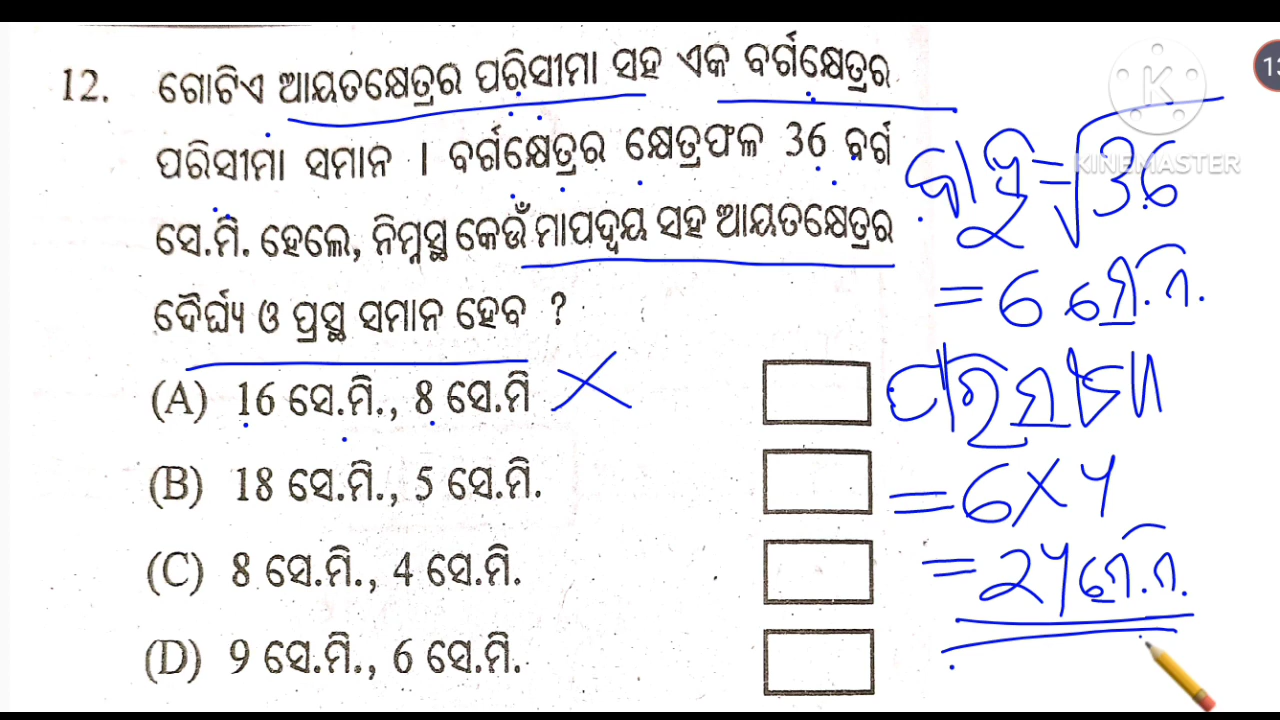 12. ଗୋଟିଏ ଆୟତକ୍ଷେତ୍ରର ପରିସୀମା ସହ ଏକ ବର୍ଗକ୍ଷେତ୍ରର
ପରିସୀମା ସମାନ । ବର୍ଗକ୍ଷେତ୍ରର କ୍ଷେତ୍ରଫଳ 36 ବର୍ଗ
ସେ.ମି. ହେଲେ, ନିମ୍ନସ୍ଥ କେଉଁ ମାପଦ୍ୱୟ ସହ ଆୟତକ୍ଷେତ୍ରର
ଦୈର୍ଘ୍ୟ ଓ ପ୍ରସ୍ଥ ସମାନ ହେବ ?
(A) 16 ସେ.ମି., 8 ସେ.ମି
(B) 18 ସେ.ମି., 5 ସେ.ମି.
(C) 8 ସେ.ମି., 4 ସେ.ମି.
(D) 9 ସେ.ମି., 6 ସେ.ମି.
KINEMASTER
ବାହୁ = √36
= 6 ସେ.ମି.
ପରିସୀମା
= 6 × 4
= 24 ସେ.ମି.